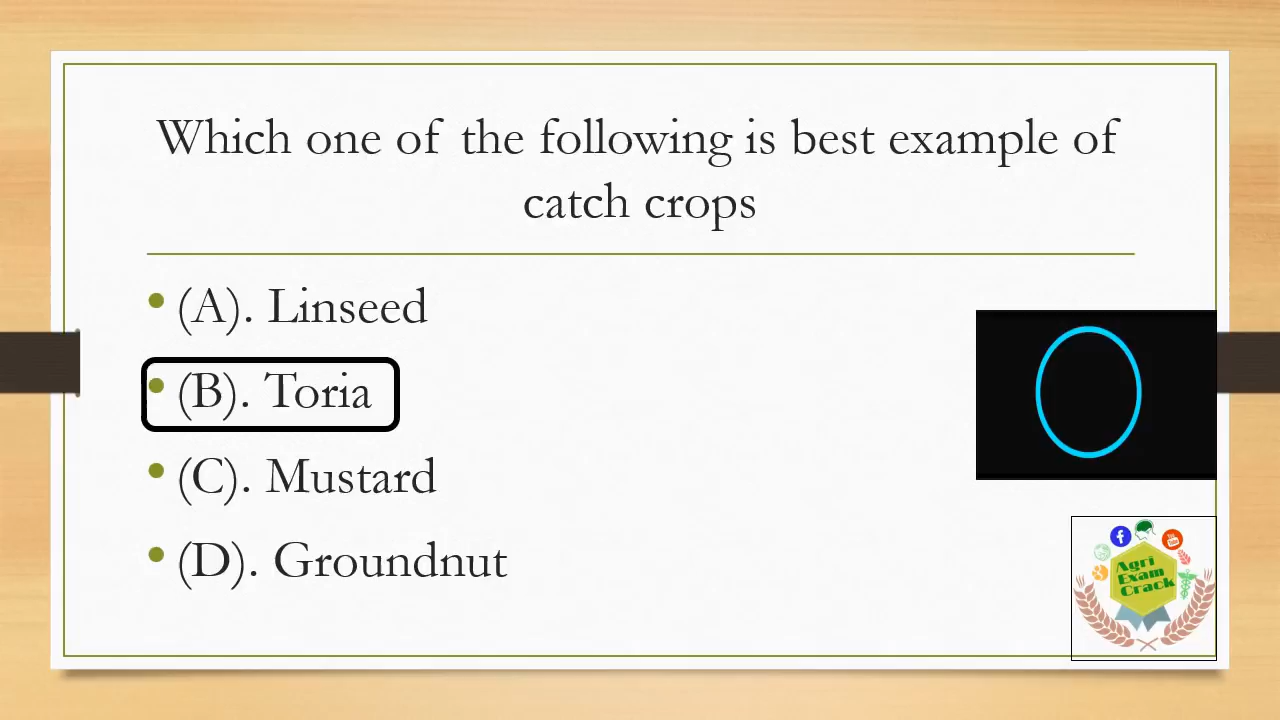 Which one of the following is best example of
catch crops
• (A). Linseed
• (B). Toria
• (C). Mustard
• (D). Groundnut
Agri
Exam
Crack